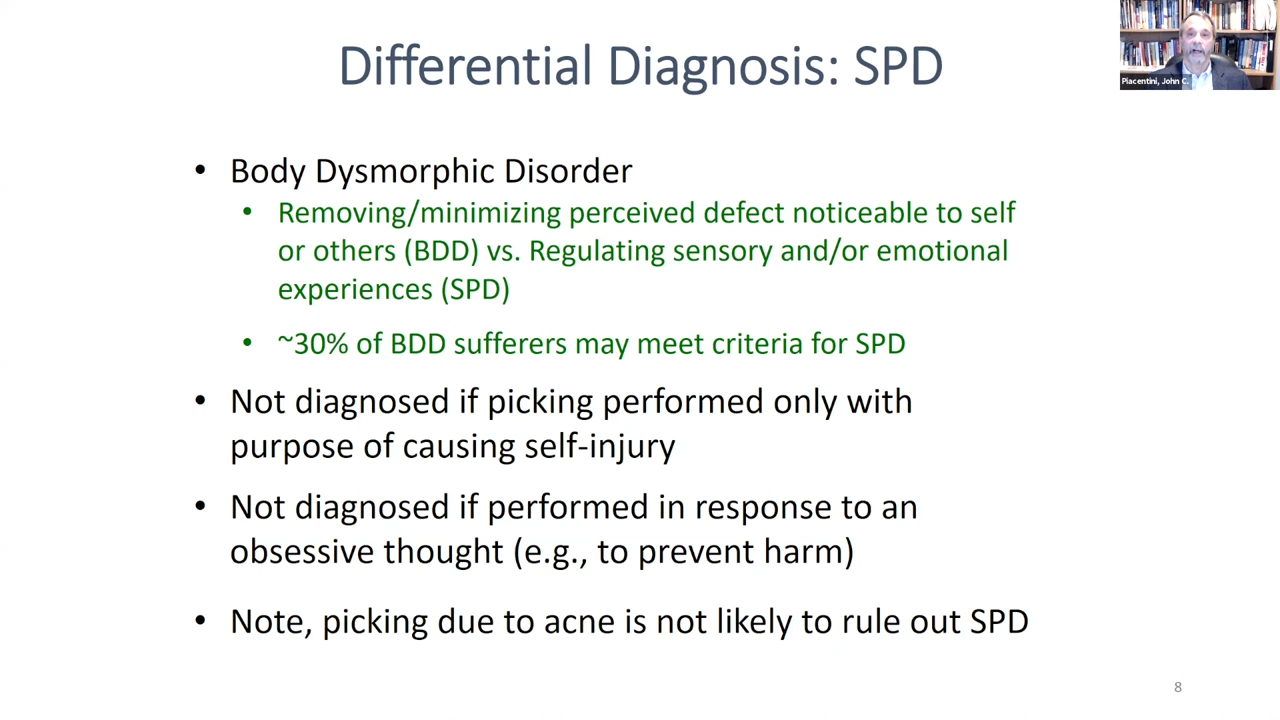 Differential Diagnosis: SPD
Piacentini, John C.
• Body Dysmorphic Disorder
• Removing/minimizing perceived defect noticeable to self
or others (BDD) vs. Regulating sensory and/or emotional
experiences (SPD)
• ~30% of BDD sufferers may meet criteria for SPD
• Not diagnosed if picking performed only with
purpose of causing self-injury
• Not diagnosed if performed in response to an
obsessive thought (e.g., to prevent harm)
• Note, picking due to acne is not likely to rule out SPD
8